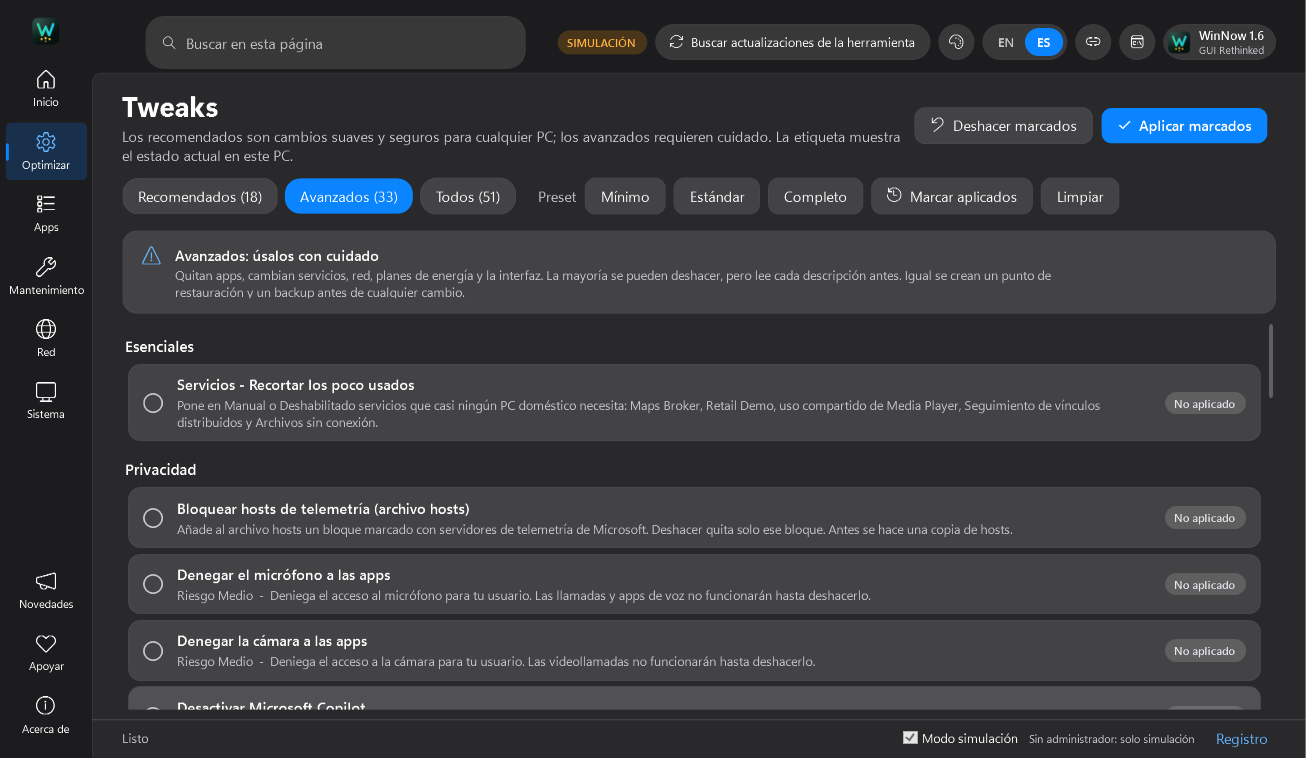 W
Buscar en esta página
SIMULACIÓN
Buscar actualizaciones de la herramienta
EN
ES
W
WinNow 1.6
GUI Rethinked
Inicio
Optimizar
Apps
Mantenimiento
Red
Sistema
Novedades
Apoyar
Acerca de
Tweaks
Los recomendados son cambios suaves y seguros para cualquier PC; los avanzados requieren cuidado. La etiqueta muestra
el estado actual en este PC.
Deshacer marcados
Aplicar marcados
Recomendados (18)
Avanzados (33)
Todos (51)
Preset
Mínimo
Estándar
Completo
Marcar aplicados
Limpiar
Avanzados: úsalos con cuidado
Quitan apps, cambian servicios, red, planes de energía y la interfaz. La mayoría se pueden deshacer, pero lee cada descripción antes. Igual se crean un punto de
restauración y un backup antes de cualquier cambio.
Esenciales
Servicios - Recortar los poco usados
Pone en Manual o Deshabilitado servicios que casi ningún PC doméstico necesita: Maps Broker, Retail Demo, uso compartido de Media Player, Seguimiento de vínculos
distribuidos y Archivos sin conexión.
No aplicado
Privacidad
Bloquear hosts de telemetría (archivo hosts)
Añade al archivo hosts un bloque marcado con servidores de telemetría de Microsoft. Deshacer quita solo ese bloque. Antes se hace una copia de hosts.
No aplicado
Denegar el micrófono a las apps
Riesgo Medio - Deniega el acceso al micrófono para tu usuario. Las llamadas y apps de voz no funcionarán hasta deshacerlo.
No aplicado
Denegar la cámara a las apps
Riesgo Medio - Deniega el acceso a la cámara para tu usuario. Las videollamadas no funcionarán hasta deshacerlo.
No aplicado
Desactivar Microsoft Copilot
Listo
Modo simulación
Sin administrador: solo simulación
Registro